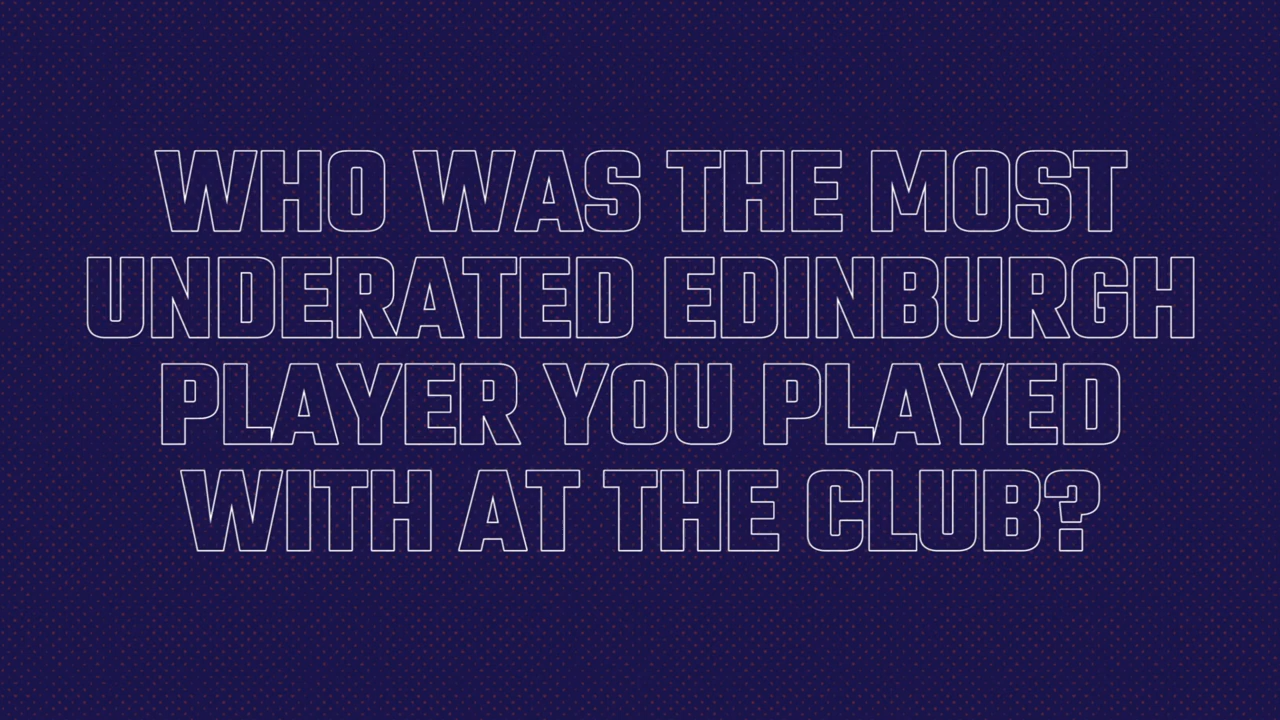 WHO WAS THE MOST
UNDERATED EDINBURGH
PLAYER YOU PLAYED
WITH AT THE CLUB?